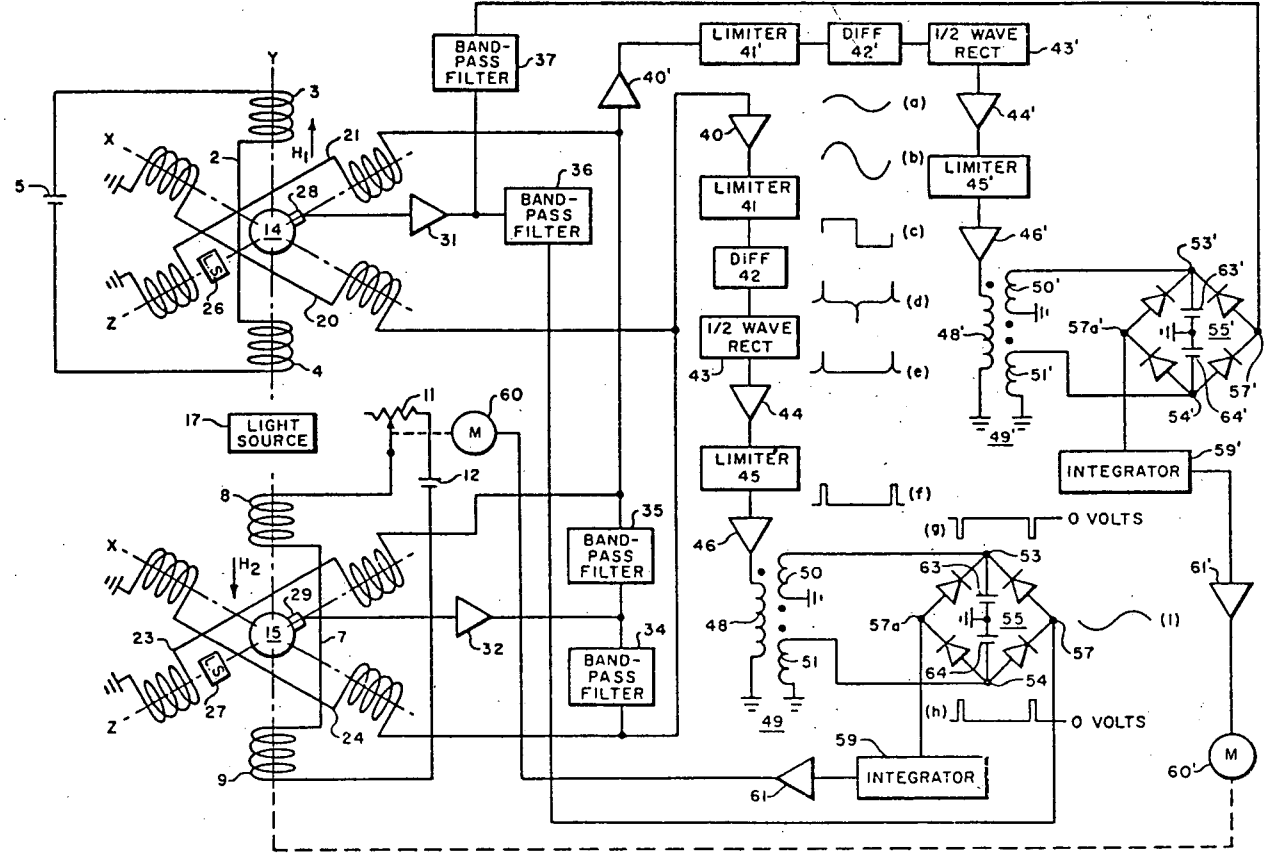 BAND-
PASS
FILTER
37
LIMITER
41'
DIFF
42'
1/2 WAVE
RECT
43'
40'
Y
3
X
2
H1
21
28
5
14
31
36
BAND-
PASS
FILTER
40
(a)
44'
(b)
LIMITER
41
LIMITER
45'
(c)
46'
53'
63'
DIFF
42
(d)
50'
LS
26
Z
20
48'
57a'
55'
1/2 WAVE
RECT
43
(e)
4
51'
57'
54'
64'
49'
44
11
60
M
17
LIGHT
SOURCE
12
LIMITER
45
59'
INTEGRATOR
8
(f)
35
BAND-
PASS
FILTER
46
(g)
0 VOLTS
53
X
H2
29
63
50
61'
15
32
48
57a
55
(1)
57
23
7
34
BAND-
PASS
FILTER
64
51
54
LS
27
Z
24
49
(h)
0 VOLTS
9
59
INTEGRATOR
61
M
60'